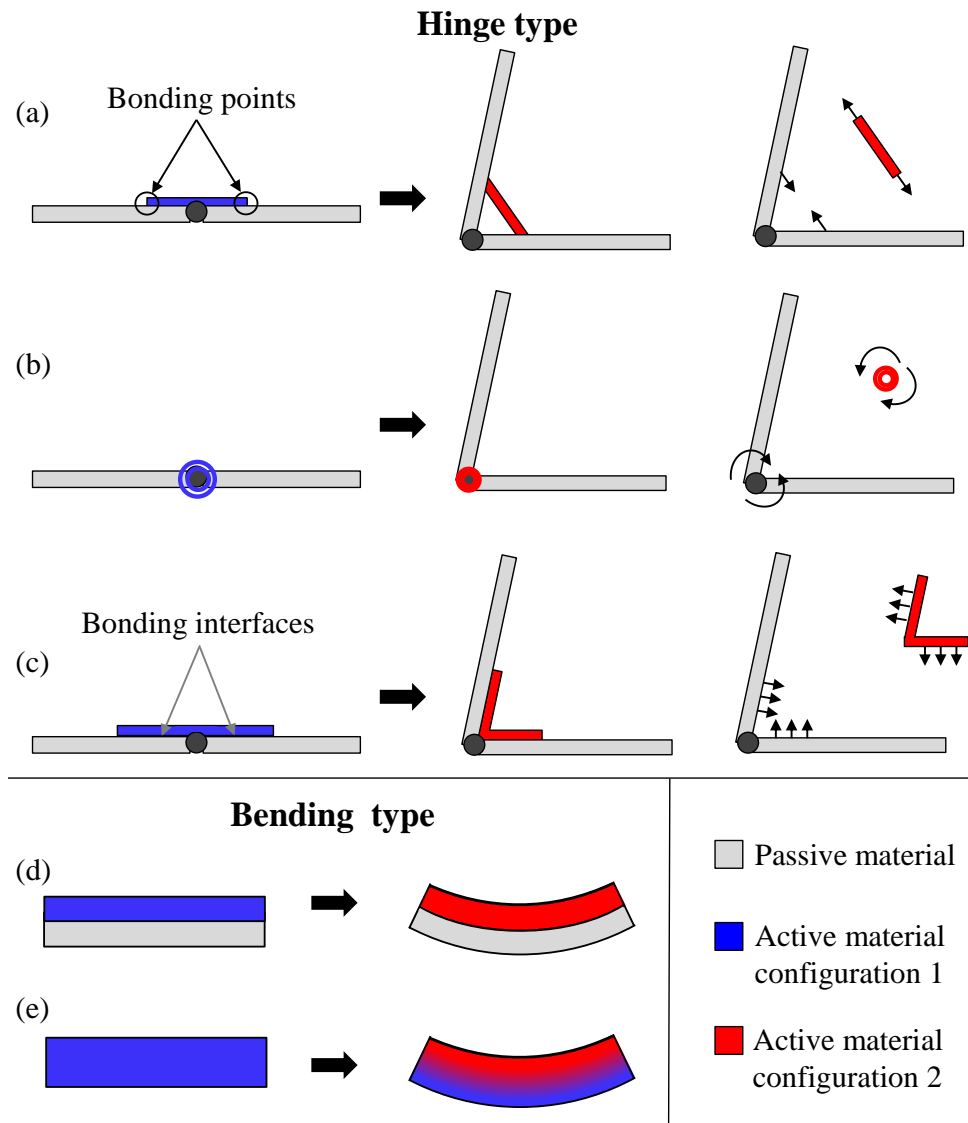 Hinge type
(a)
Bonding points
(b)
Bonding interfaces
(c)
Bending type
(d)
(e)
Passive material
Active material
configuration 1
Active material
configuration 2